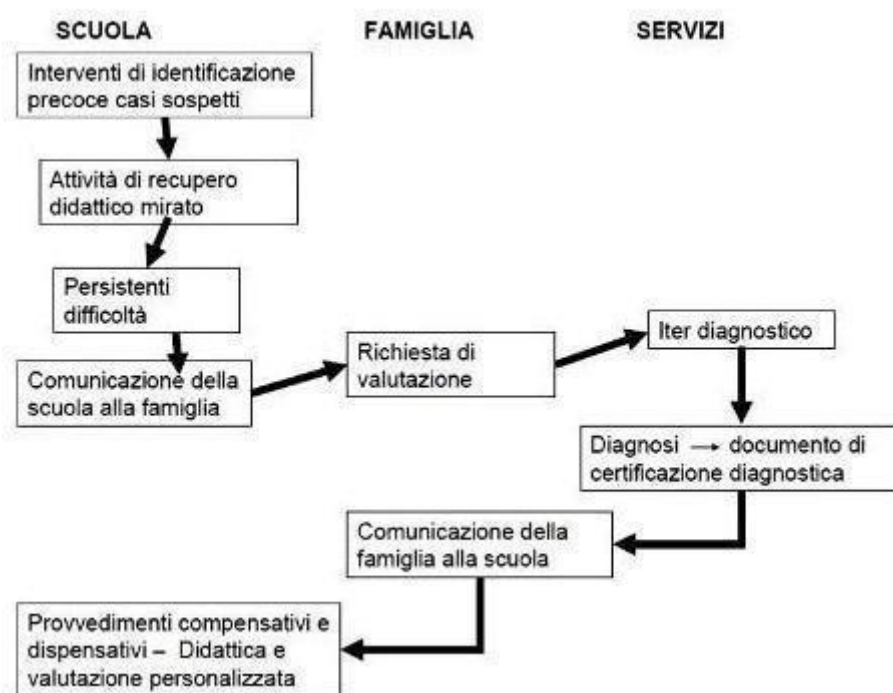 SCUOLA FAMIGLIA SERVIZI
Interventi di identificazione
precoce casi sospetti
Attività di recupero
didattico mirato
Persistenti
difficoltà
Comunicazione della
scuola alla famiglia
Richiesta di
valutazione
Iter diagnostico
Diagnosi → documento di
certificazione diagnostica
Comunicazione della
famiglia alla scuola
Provvedimenti compensativi e
dispensativi – Didattica e
valutazione personalizzata